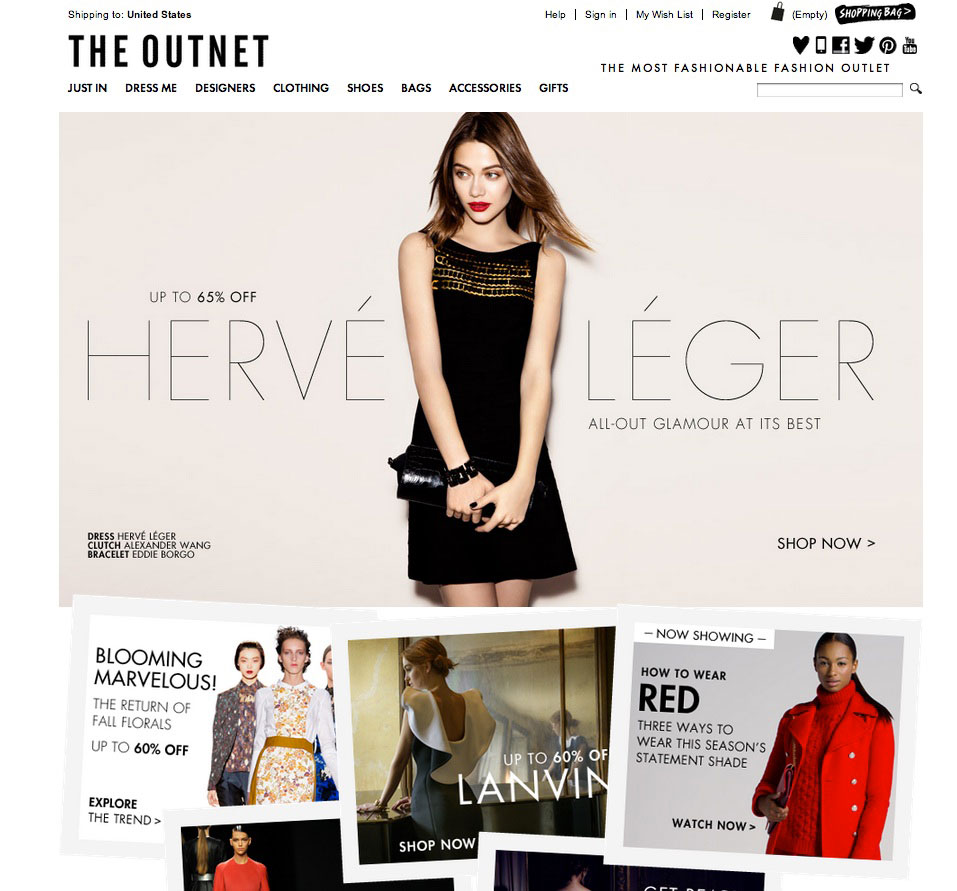 Shipping to: United States
Help | Sign in | My Wish List | Register
(Empty)
SHOPPING BAG >
THE OUTNET
You
Tube
THE MOST FASHIONABLE FASHION OUTLET
JUST IN DRESS ME DESIGNERS CLOTHING SHOES BAGS ACCESSORIES GIFTS
UP TO 65% OFF
HERVÉ LÉGER
ALL-OUT GLAMOUR AT ITS BEST
DRESS HERVÉ LÉGER
CLUTCH ALEXANDER WANG
BRACELET EDDIE BORGO
SHOP NOW >
BLOOMING
MARVELOUS!
THE RETURN OF
FALL FLORALS
UP TO 60% OFF
EXPLORE
THE TREND >
UP TO 60% OF
LANVIN
SHOP NOW
– NOW SHOWING –
HOW TO WEAR
RED
THREE WAYS TO
WEAR THIS SEASON'S
STATEMENT SHADE
WATCH NOW >